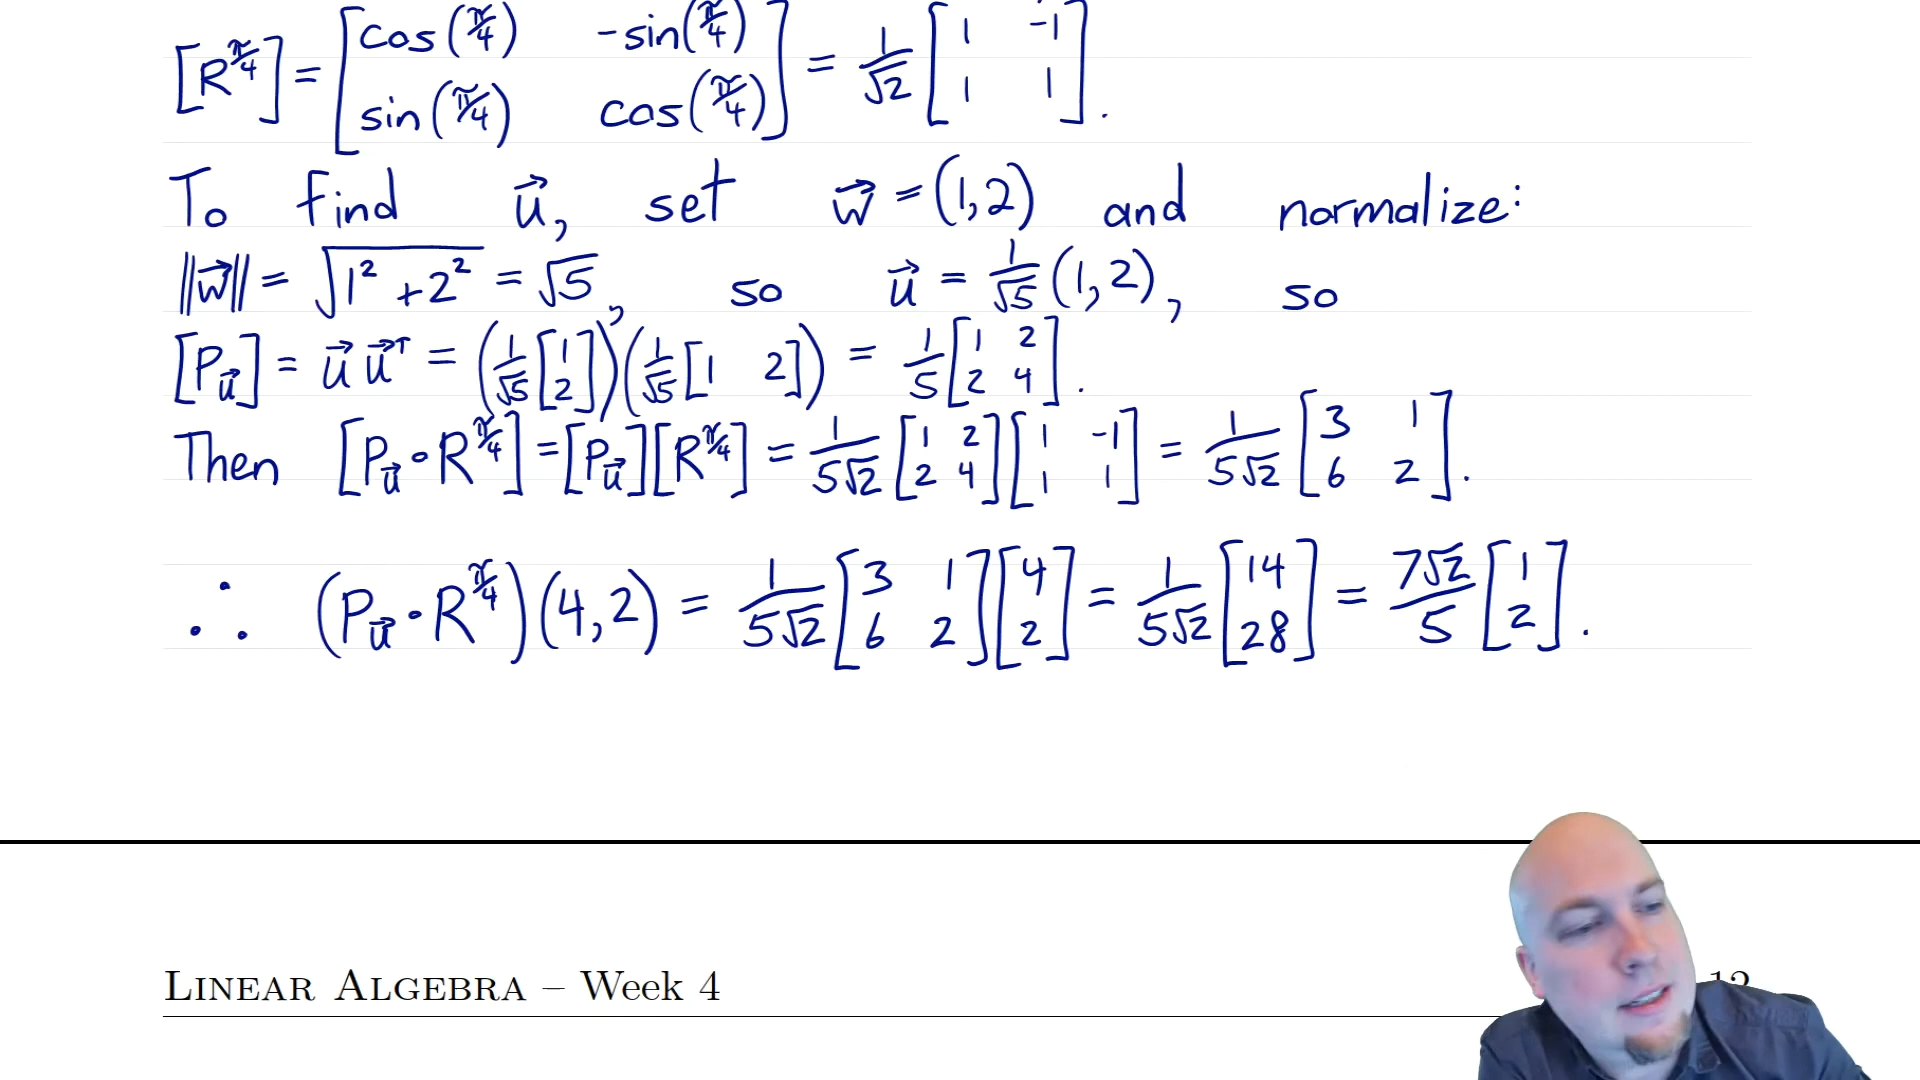 [R^{π/4}] = [cos(π/4) -sin(π/4); sin(π/4) cos(π/4)] = 1/√2 [1 -1; 1 1].
To find u⃗, set w⃗ = (1,2) and normalize:
||w⃗|| = √(1² + 2²) = √5, so u⃗ = 1/√5 (1,2), so
[P_u⃗] = u⃗ u⃗ᵀ = (1/√5 [1; 2])(1/√5 [1 2]) = 1/5 [1 2; 2 4].
Then [P_u⃗ ∘ R^{π/4}] = [P_u⃗][R^{π/4}] = 1/(5√2) [1 2; 2 4][1 -1; 1 1] = 1/(5√2) [3 1; 6 2].
∴ (P_u⃗ ∘ R^{π/4})(4,2) = 1/(5√2) [3 1; 6 2][4; 2] = 1/(5√2) [14; 28] = 7√2/5 [1; 2].
LINEAR ALGEBRA – Week 4